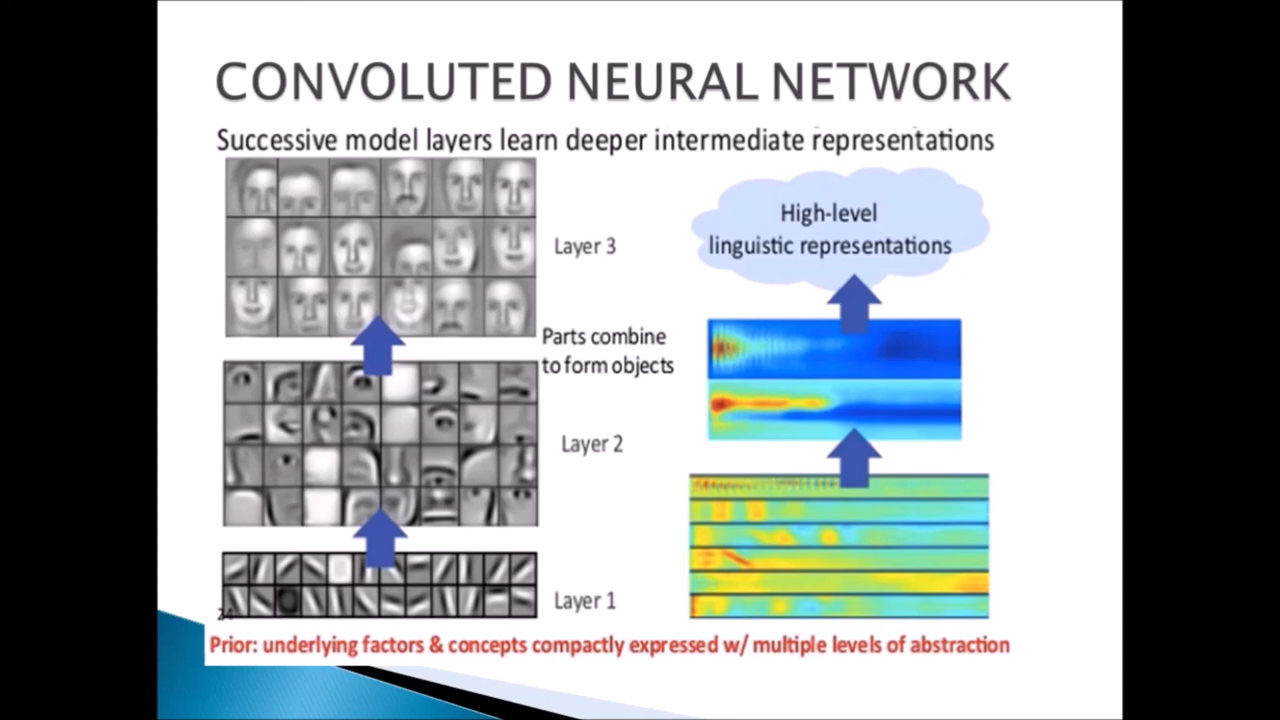 CONVOLUTED NEURAL NETWORK
Successive model layers learn deeper intermediate representations
Layer 3
Parts combine
to form objects
Layer 2
Layer 1
High-level
linguistic representations
24
Prior: underlying factors & concepts compactly expressed w/ multiple levels of abstraction